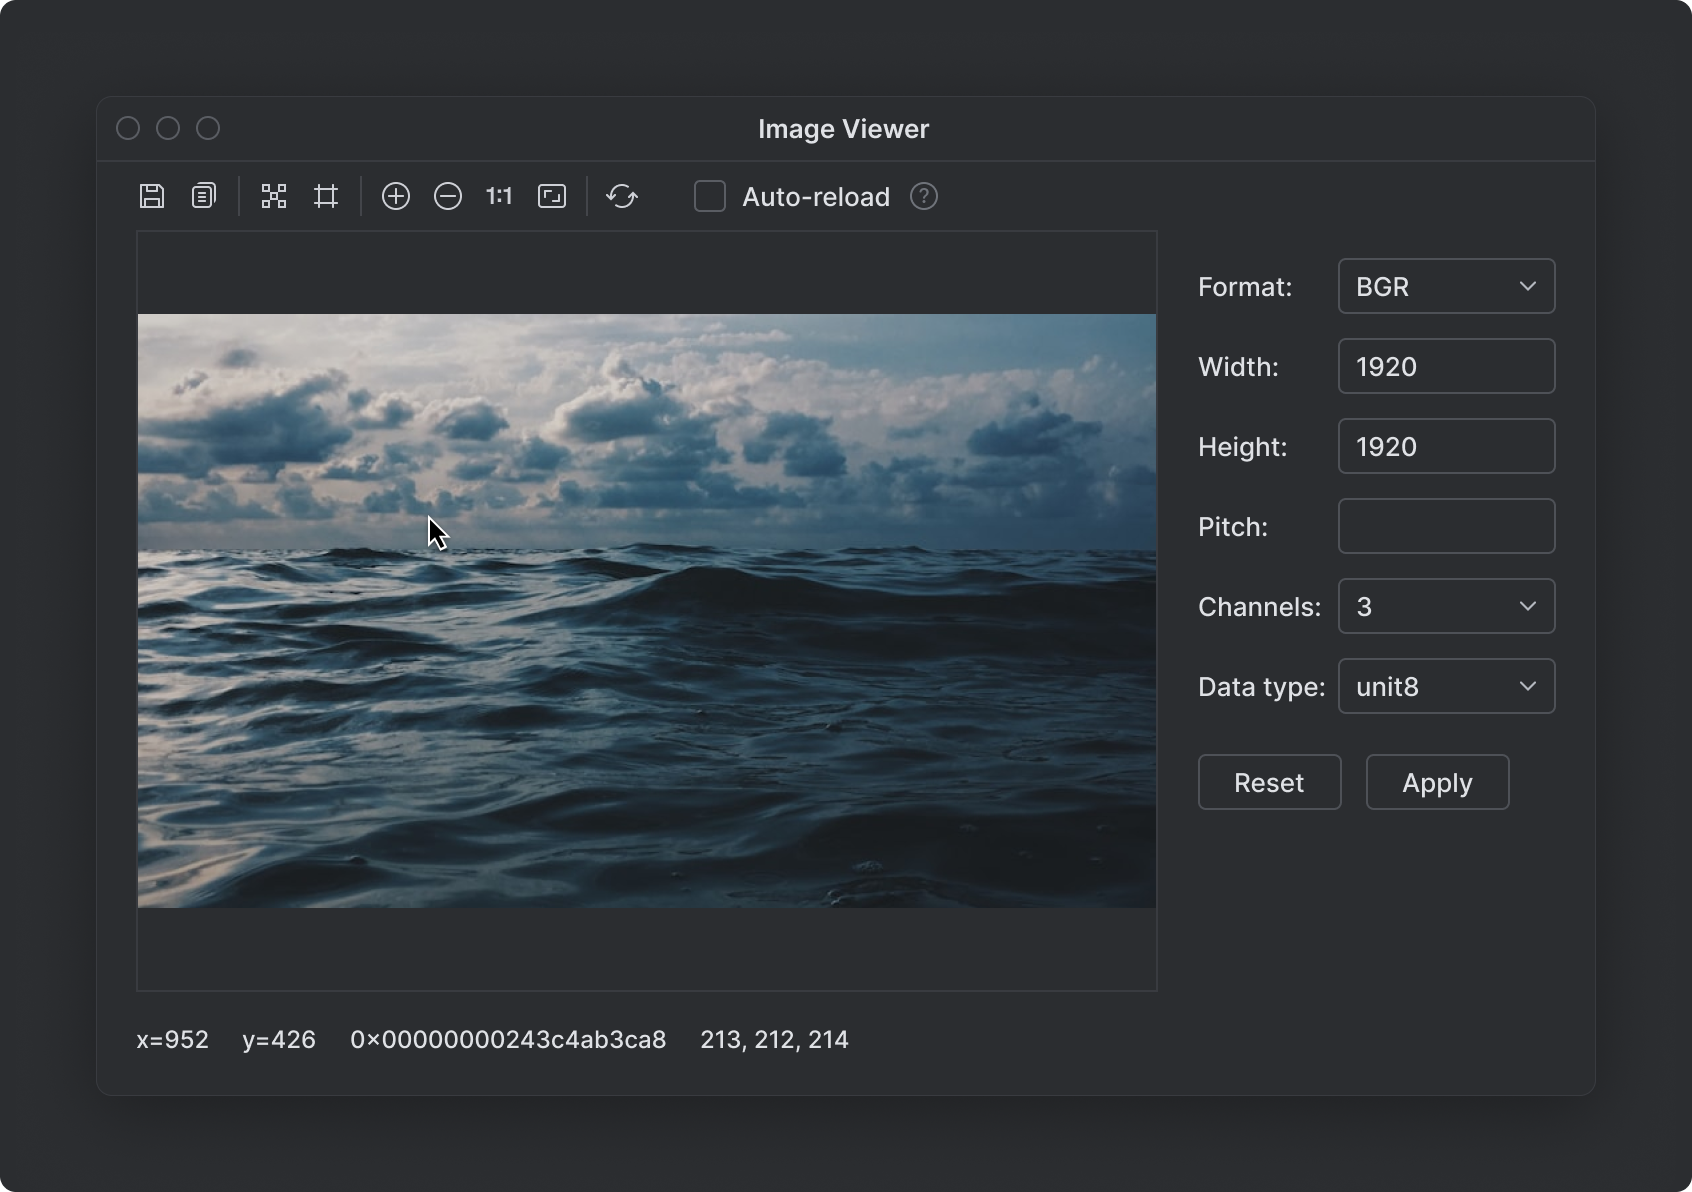 Image Viewer
1:1 Auto-reload ?
Format: BGR
Width: 1920
Height: 1920
Pitch:
Channels: 3
Data type: unit8
Reset Apply
x=952 y=426 0×00000000243c4ab3ca8 213, 212, 214